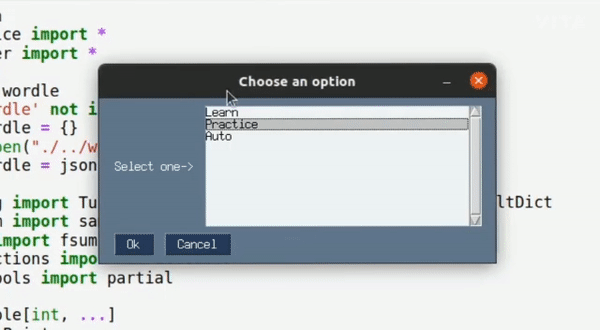 ice import *
er import *
VEED
Choose an option
wordle
rdle' not i
rdle = {}
pen("./../w
rdle = json
Learn
Practice
Auto
Select one->
g import Tu
ltDict
m import sa
import fsum
Ok
Cancel
ctions impo
ools import partial
ple[int, ...]